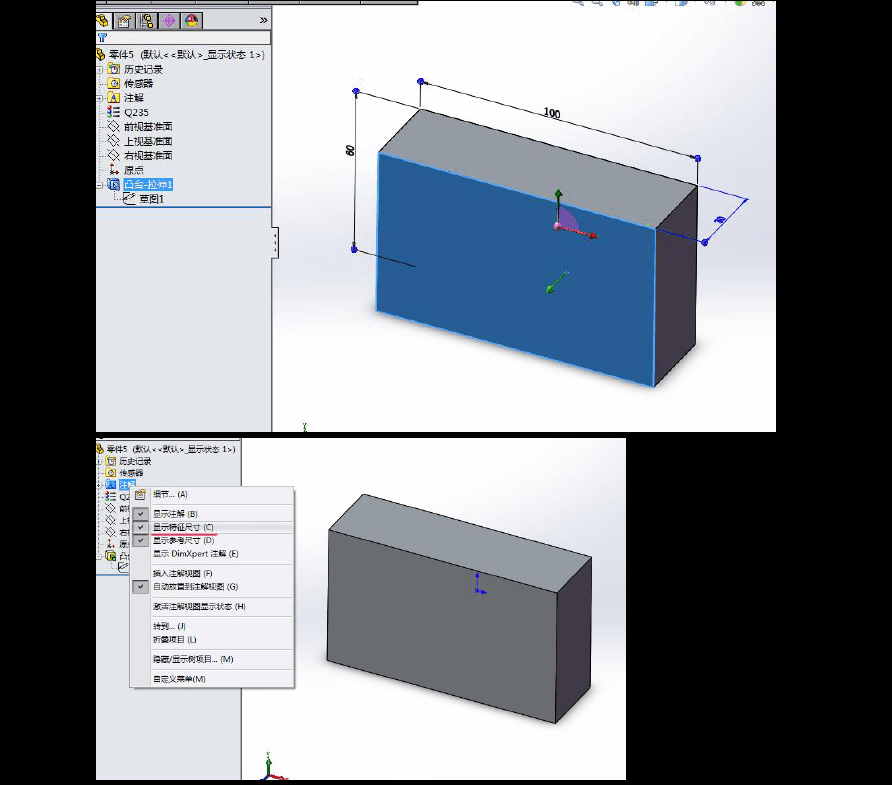 零件5 (默认<<默认>_显示状态 1>)
历史记录
传感器
注解
Q235
前视基准面
上视基准面
右视基准面
原点
凸台-拉伸1
草图1
100
60
零件5 (默认<<默认>_显示状态 1>)
历史记录
传感器
注解
细节... (A)
显示注解 (B)
显示特征尺寸 (C)
显示参考尺寸 (D)
显示 DimXpert 注解 (E)
插入注解视图 (F)
自动放置到注解视图 (G)
激活注解视图显示状态 (H)
转到... (J)
折叠项目 (L)
隐藏/显示树项目... (M)
自定义菜单(M)